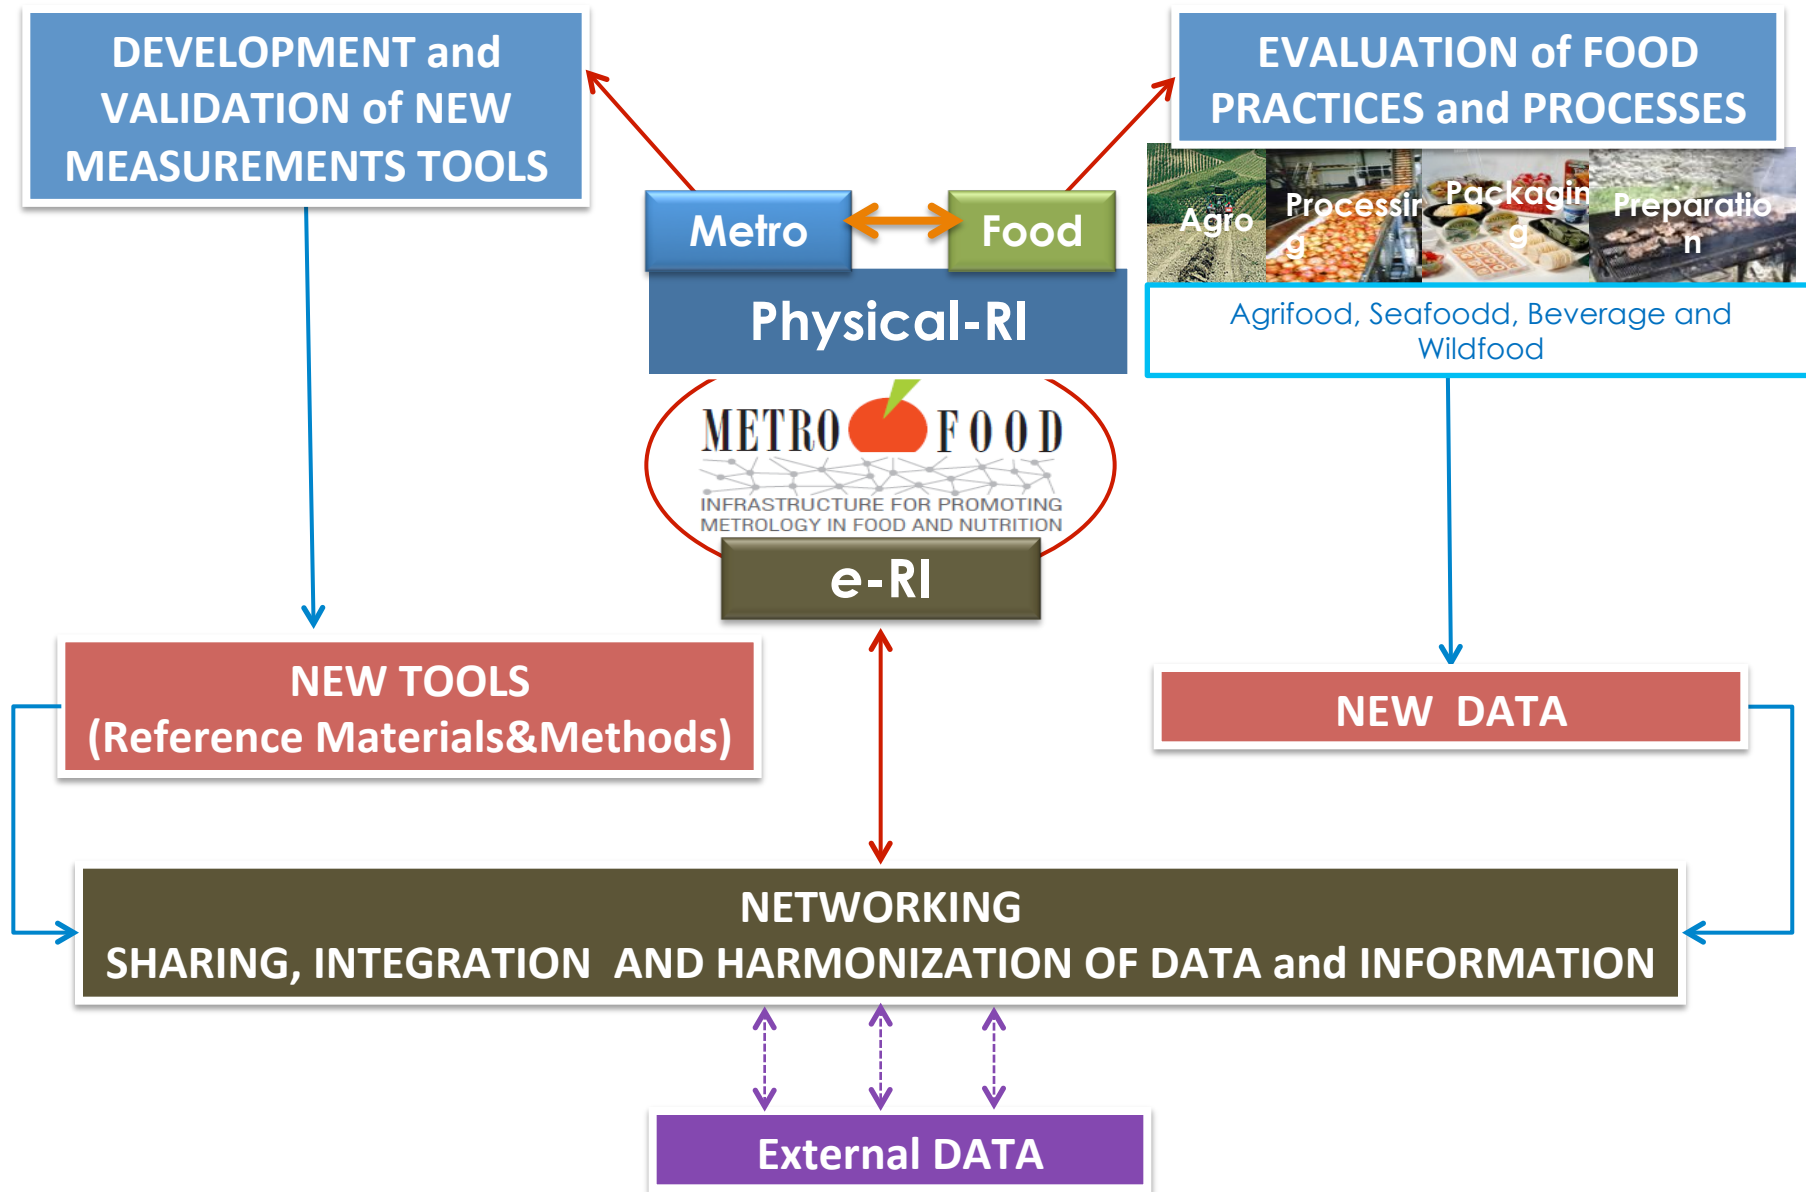 DEVELOPMENT and
VALIDATION of NEW
MEASUREMENTS TOOLS
EVALUATION of FOOD
PRACTICES and PROCESSES
Agro
Processin
g
Packagin
g
Preparatio
n
Agrifood, Seafoodd, Beverage and
Wildfood
Metro
Food
Physical-RI
METRO FOOD
INFRASTRUCTURE FOR PROMOTING
METROLOGY IN FOOD AND NUTRITION
e-RI
NEW TOOLS
(Reference Materials&Methods)
NEW DATA
NETWORKING
SHARING, INTEGRATION AND HARMONIZATION OF DATA and INFORMATION
External DATA